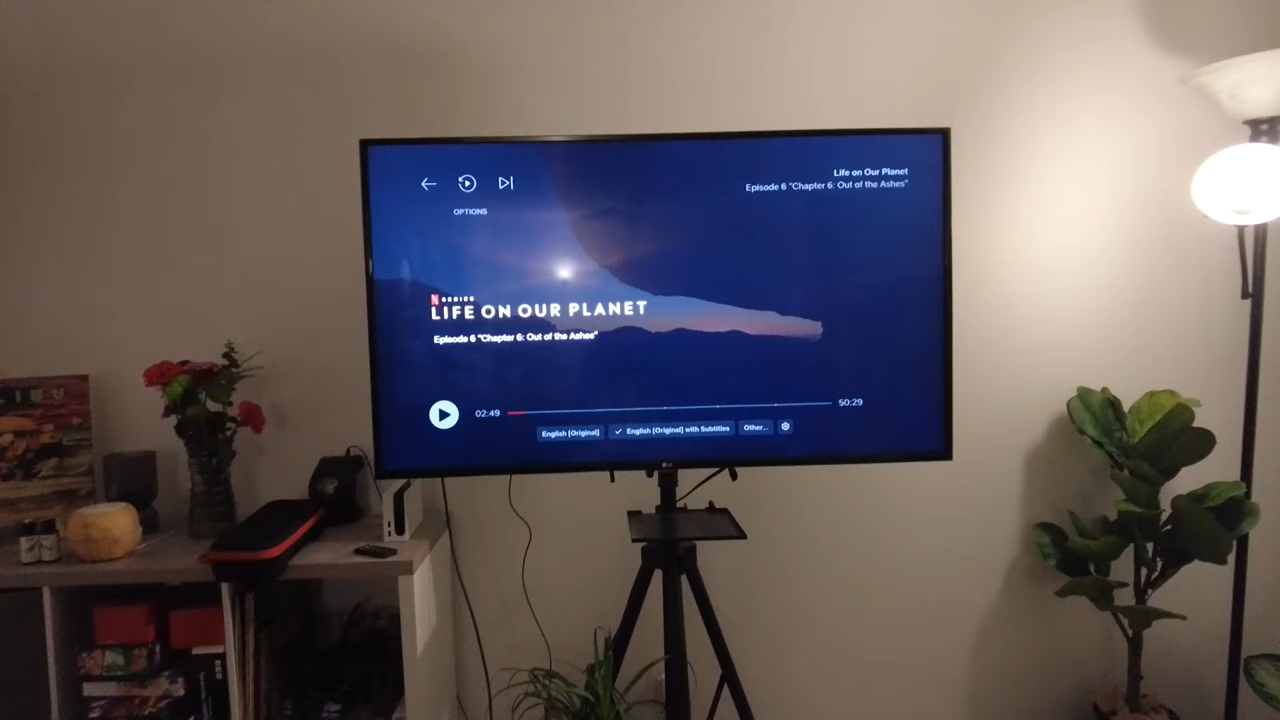 Life on Our Planet
Episode 6 "Chapter 6: Out of the Ashes"
OPTIONS
N SERIES
LIFE ON OUR PLANET
Episode 6 "Chapter 6: Out of the Ashes"
02:49
50:29
English [Original]
English [Original] with Subtitles
Other...
LG